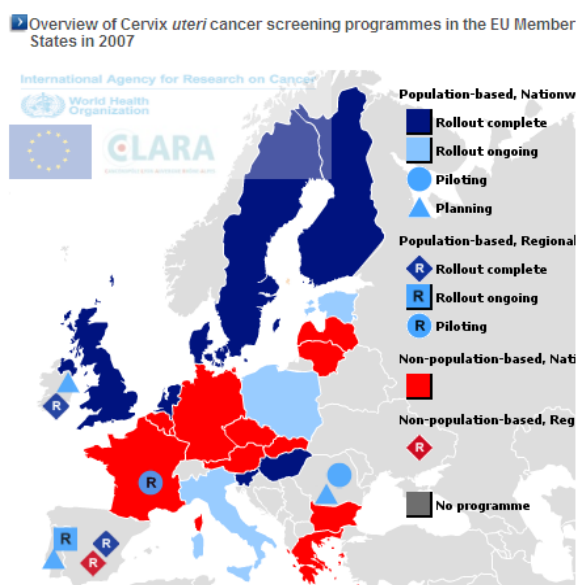 Overview of Cervix uteri cancer screening programmes in the EU Member
States in 2007
International Agency for Research on Cancer
World Health
Organization
CLARA
Population-based, Nationw
Rollout complete
Rollout ongoing
Piloting
Planning
Population-based, Regional
R Rollout complete
R Rollout ongoing
R Piloting
Non-population-based, Nati
Non-population-based, Reg
R
No programme
R
R
R
R
R